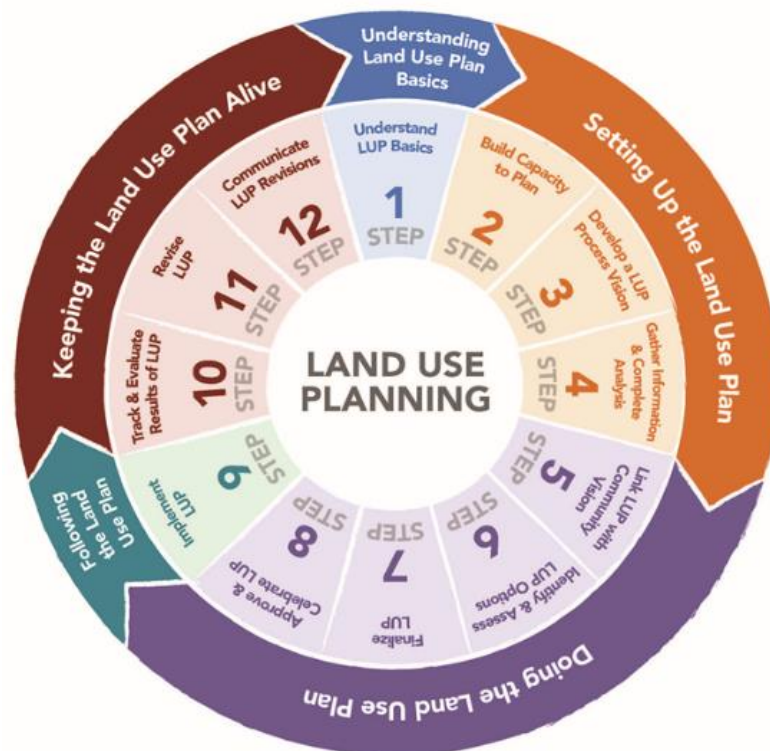 LAND USE
PLANNING
Understanding
Land Use Plan
Basics
Understand
LUP Basics
1
STEP
Setting Up the Land Use Plan
Build Capacity
to Plan
2
STEP
Develop a LUP
Process Vision
3
STEP
Gather Information
& Complete
Analysis
4
STEP
Doing the Land Use Plan
Link LUP with
Community
Vision
5
STEP
Identify & Assess
LUP Options
6
STEP
Finalize
LUP
7
STEP
Approve &
Celebrate LUP
8
STEP
Following
the Land
Use Plan
Implement
LUP
9
STEP
Keeping the Land Use Plan Alive
Track & Evaluate
Results of LUP
10
STEP
Revise
LUP
11
STEP
Communicate
LUP Revisions
12
STEP